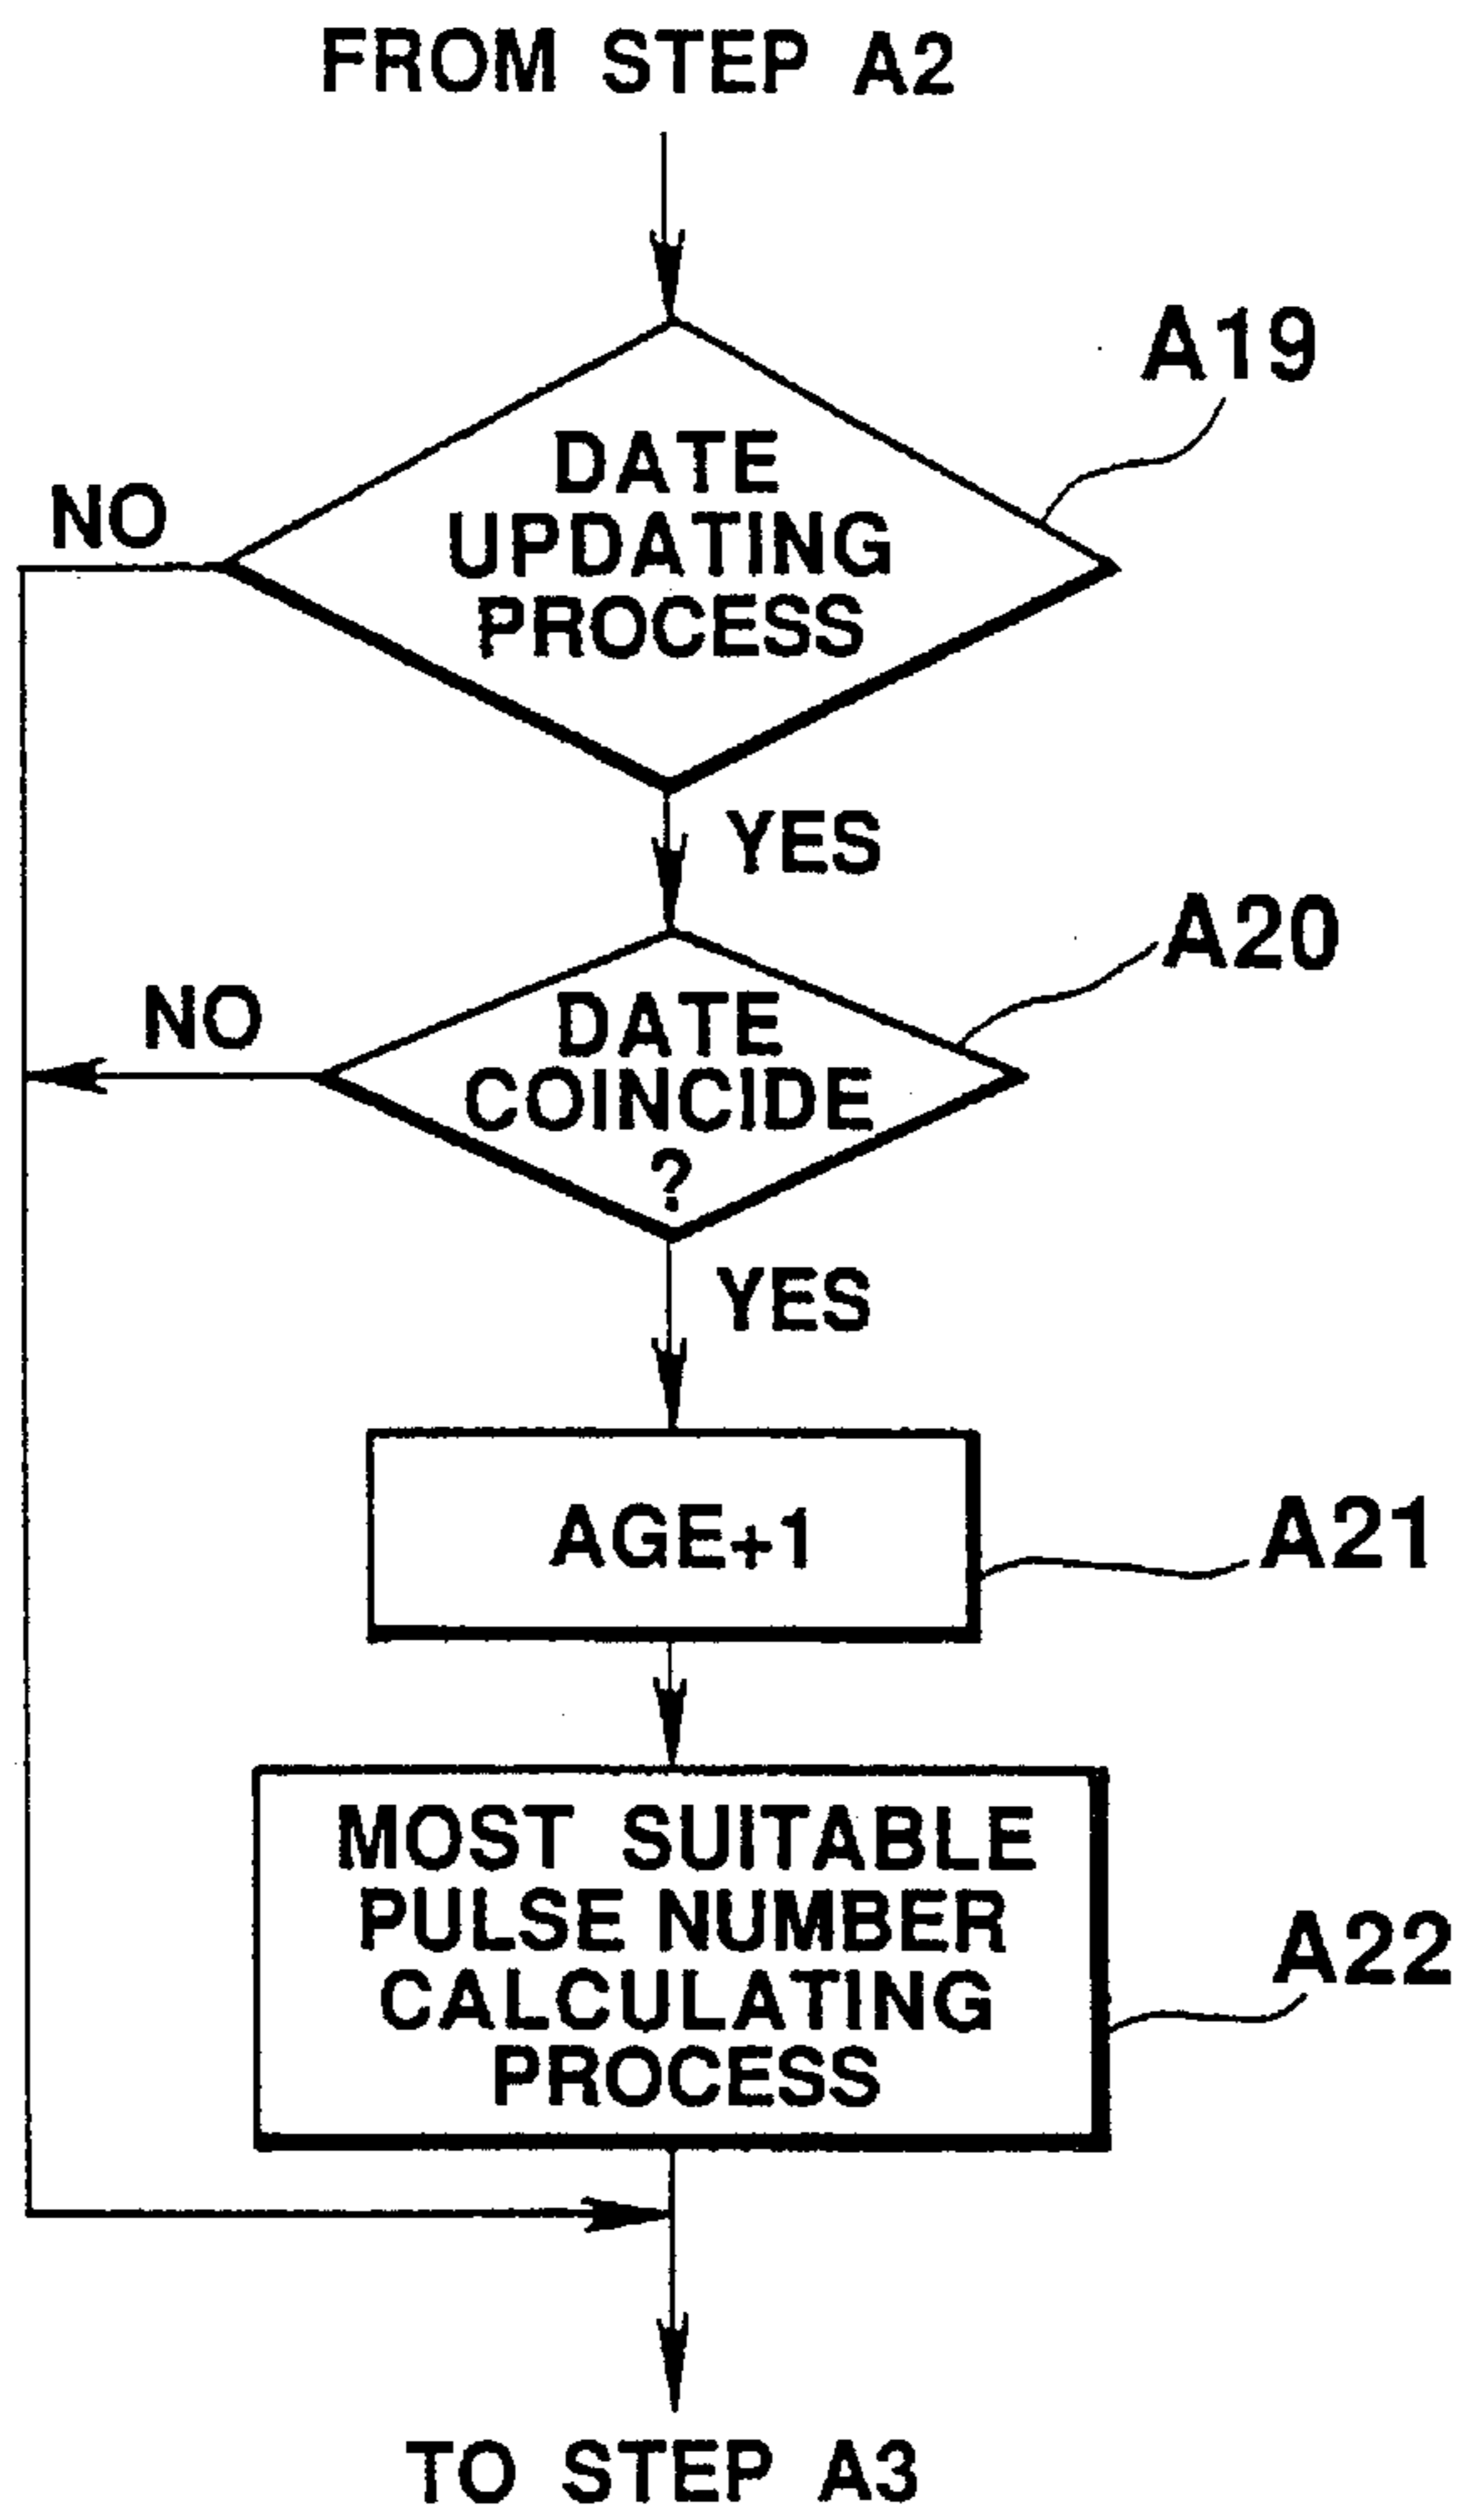 FROM STEP A2
A19
DATE
UPDATING
PROCESS
NO
YES
A20
NO
DATE
COINCIDE
?
YES
AGE+1
A21
MOST SUITABLE
PULSE NUMBER
CALCULATING
PROCESS
A22
TO STEP A3